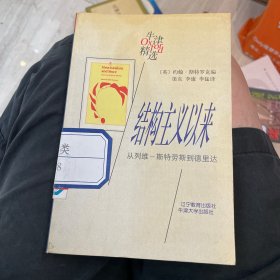 牛津
Oxford
精选
(英)约翰·斯特罗克编
渠东 李康 李猛译
结构主义以来
从列维-斯特劳斯到德里达
类
8
辽宁教育出版社
牛津大学出版社